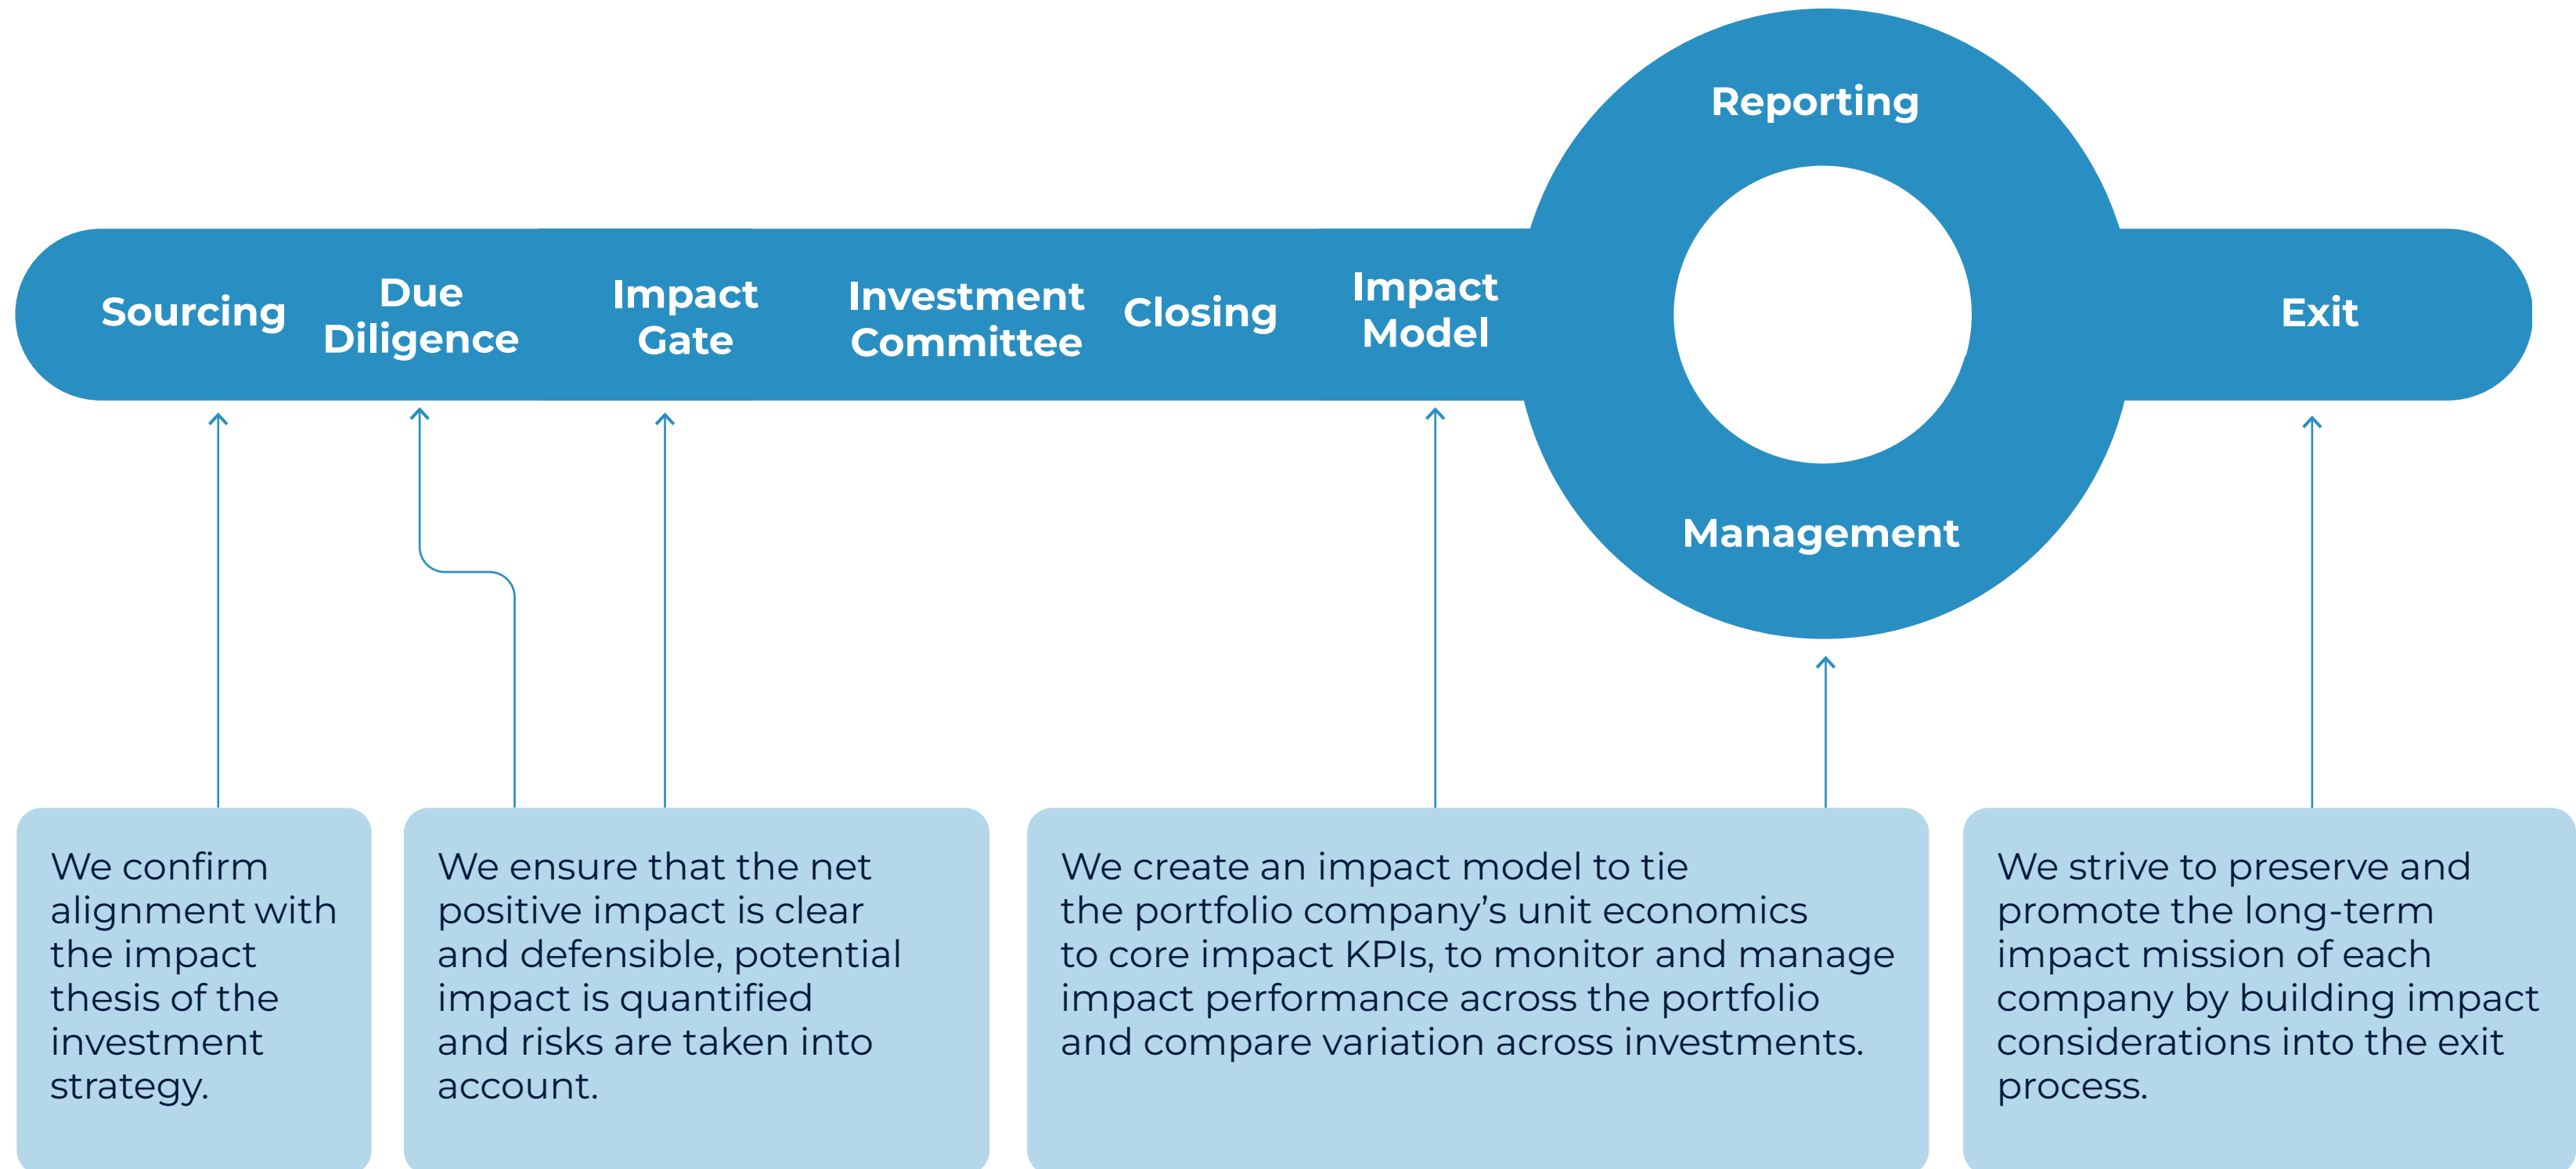 Reporting
Sourcing
Due
Diligence
Impact
Gate
Investment
Committee
Closing
Impact
Model
Exit
Management
We confirm
alignment with
the impact
thesis of the
investment
strategy.
We ensure that the net
positive impact is clear
and defensible, potential
impact is quantified
and risks are taken into
account.
We create an impact model to tie
the portfolio company’s unit economics
to core impact KPIs, to monitor and manage
impact performance across the portfolio
and compare variation across investments.
We strive to preserve and
promote the long-term
impact mission of each
company by building impact
considerations into the exit
process.